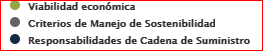 Viabilidad económica
Criterios de Manejo de Sostenibilidad
Responsabilidades de Cadena de Suministro